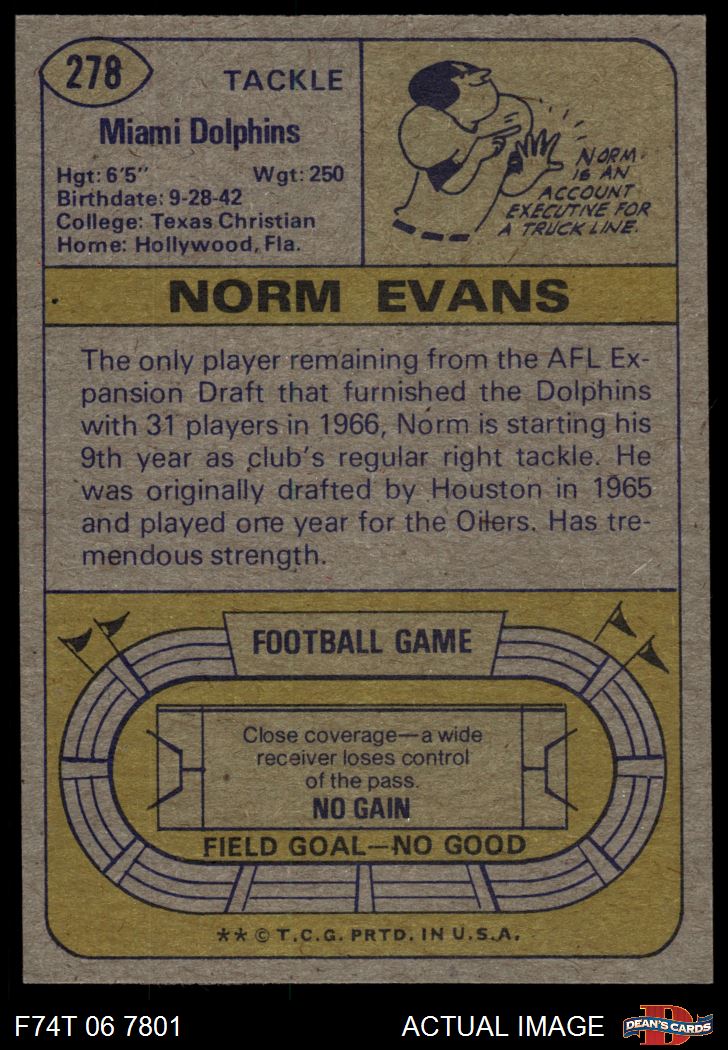 278
TACKLE
Miami Dolphins
Hgt: 6'5" Wgt: 250
Birthdate: 9-28-42
College: Texas Christian
Home: Hollywood, Fla.
NORM
IS AN
ACCOUNT
EXECUTIVE FOR
A TRUCK LINE.
NORM EVANS
The only player remaining from the AFL Ex-
pansion Draft that furnished the Dolphins
with 31 players in 1966, Norm is starting his
9th year as club's regular right tackle. He
was originally drafted by Houston in 1965
and played one year for the Oilers. Has tre-
mendous strength.
FOOTBALL GAME
Close coverage—a wide
receiver loses control
of the pass.
NO GAIN
FIELD GOAL—NO GOOD
** © T.C.G. PRTD. IN U.S.A.
F74T 06 7801 ACTUAL IMAGE
DEAN'S CARDS